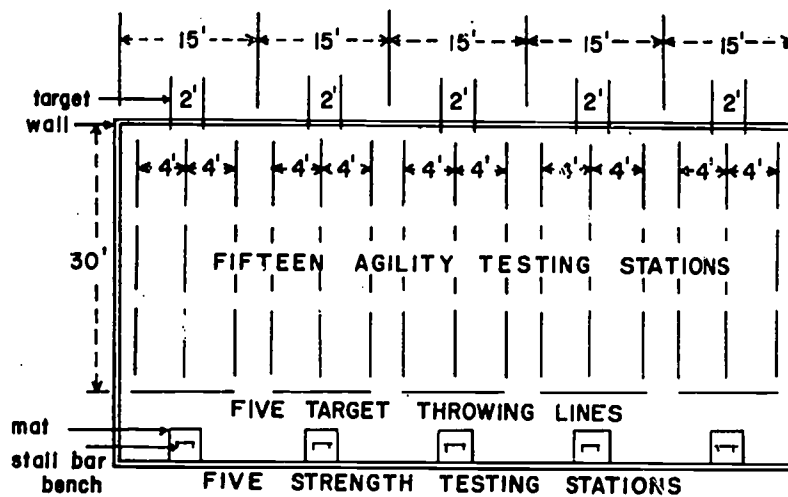 15' 15' 15' 15' 15'
target 2' 2' 2' 2' 2'
wall
4' 4' 4' 4' 4' 4' 4' 4' 4'
30'
FIFTEEN AGILITY TESTING STATIONS
FIVE TARGET THROWING LINES
mat
stall bar
bench
FIVE STRENGTH TESTING STATIONS